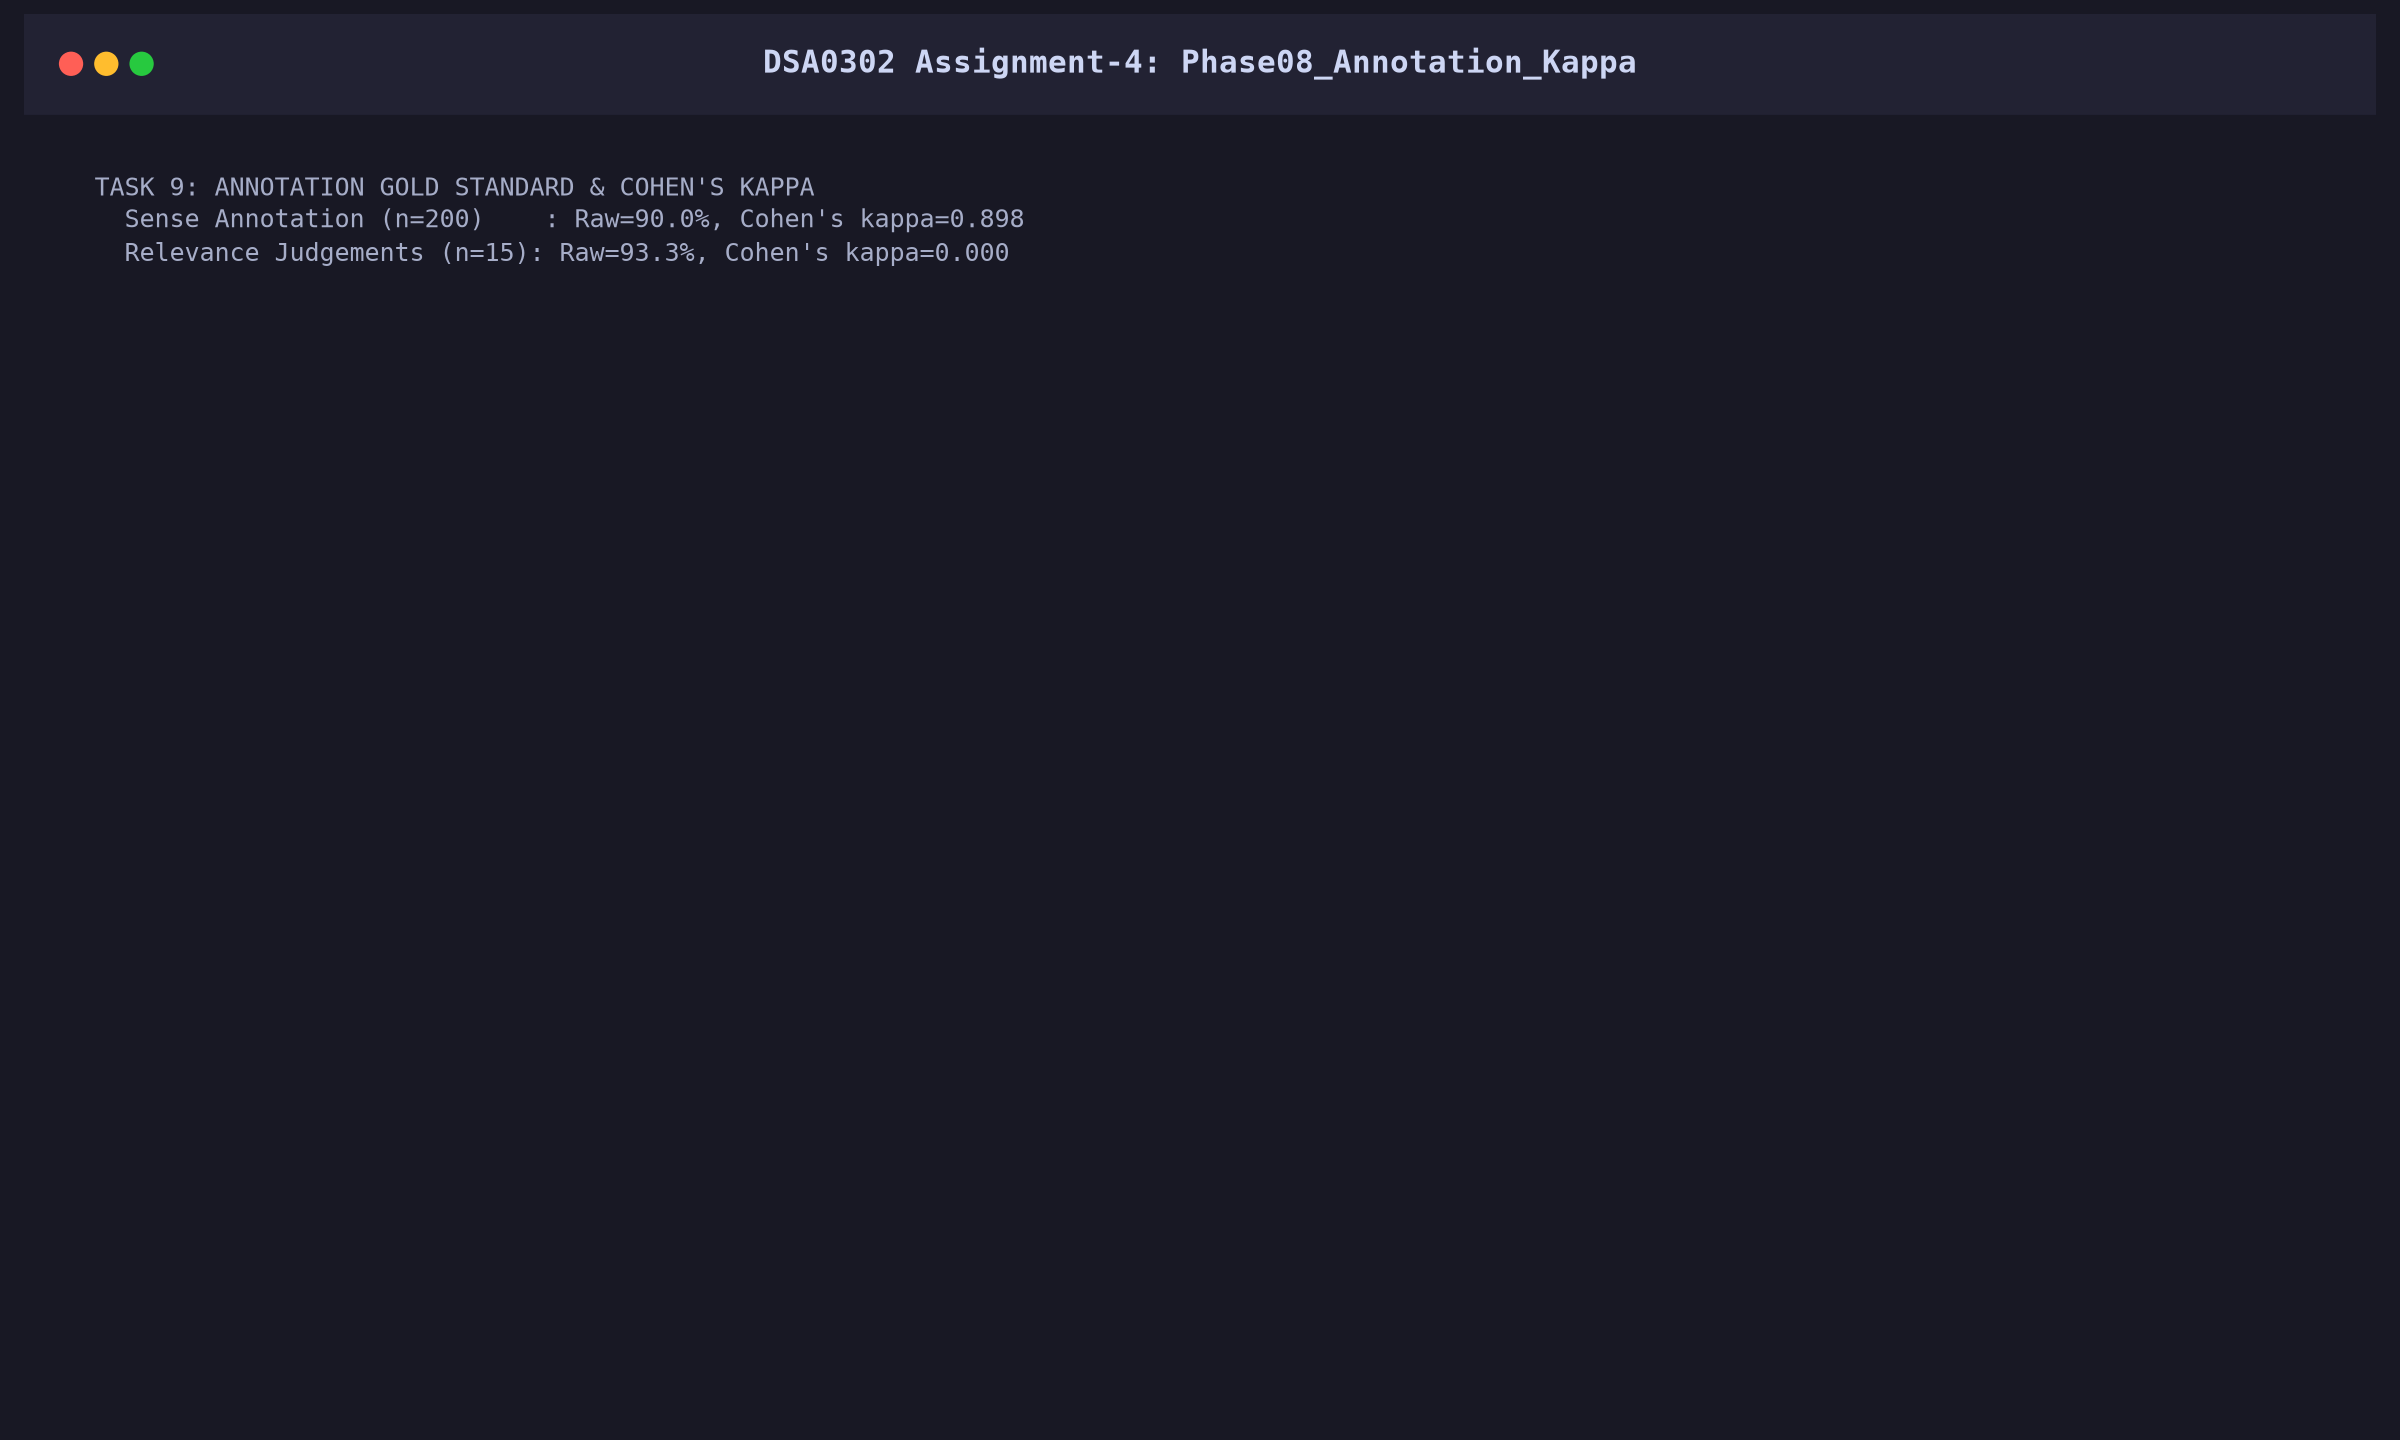 DSA0302 Assignment-4: Phase08_Annotation_Kappa
TASK 9: ANNOTATION GOLD STANDARD & COHEN'S KAPPA
Sense Annotation (n=200)    : Raw=90.0%, Cohen's kappa=0.898
Relevance Judgements (n=15): Raw=93.3%, Cohen's kappa=0.000